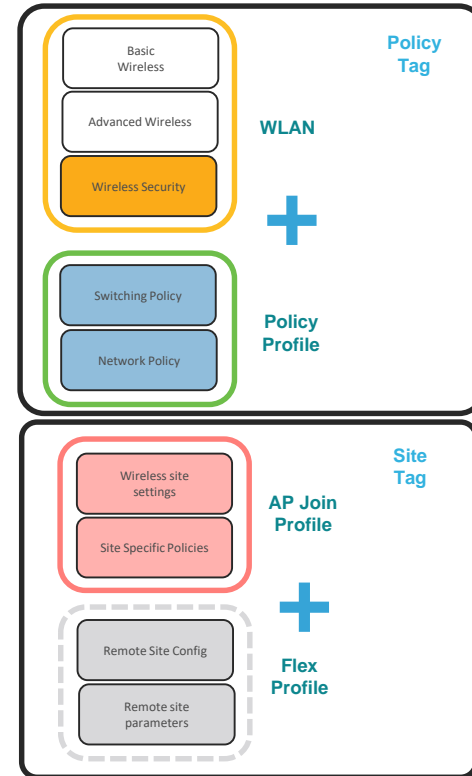 Policy
Tag
Basic
Wireless
Advanced Wireless
WLAN
Wireless Security
Switching Policy
Policy
Profile
Network Policy
Site
Tag
Wireless site
settings
AP Join
Profile
Site Specific Policies
Remote Site Config
Flex
Profile
Remote site
parameters